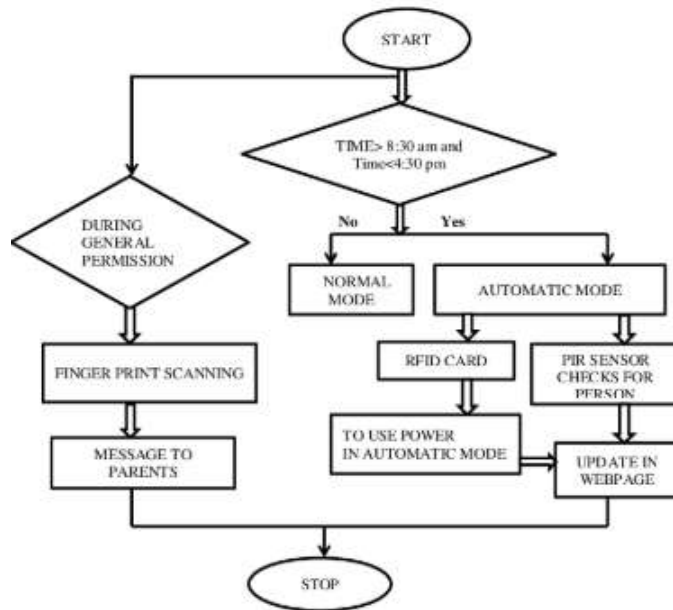 START
TIME> 8:30 am and
Time<4:30 pm
DURING
GENERAL
PERMISSION
No
Yes
NORMAL
MODE
AUTOMATIC MODE
FINGER PRINT SCANNING
RFID CARD
PIR SENSOR
CHECKS FOR
PERSON
MESSAGE TO
PARENTS
TO USE POWER
IN AUTOMATIC MODE
UPDATE IN
WEBPAGE
STOP